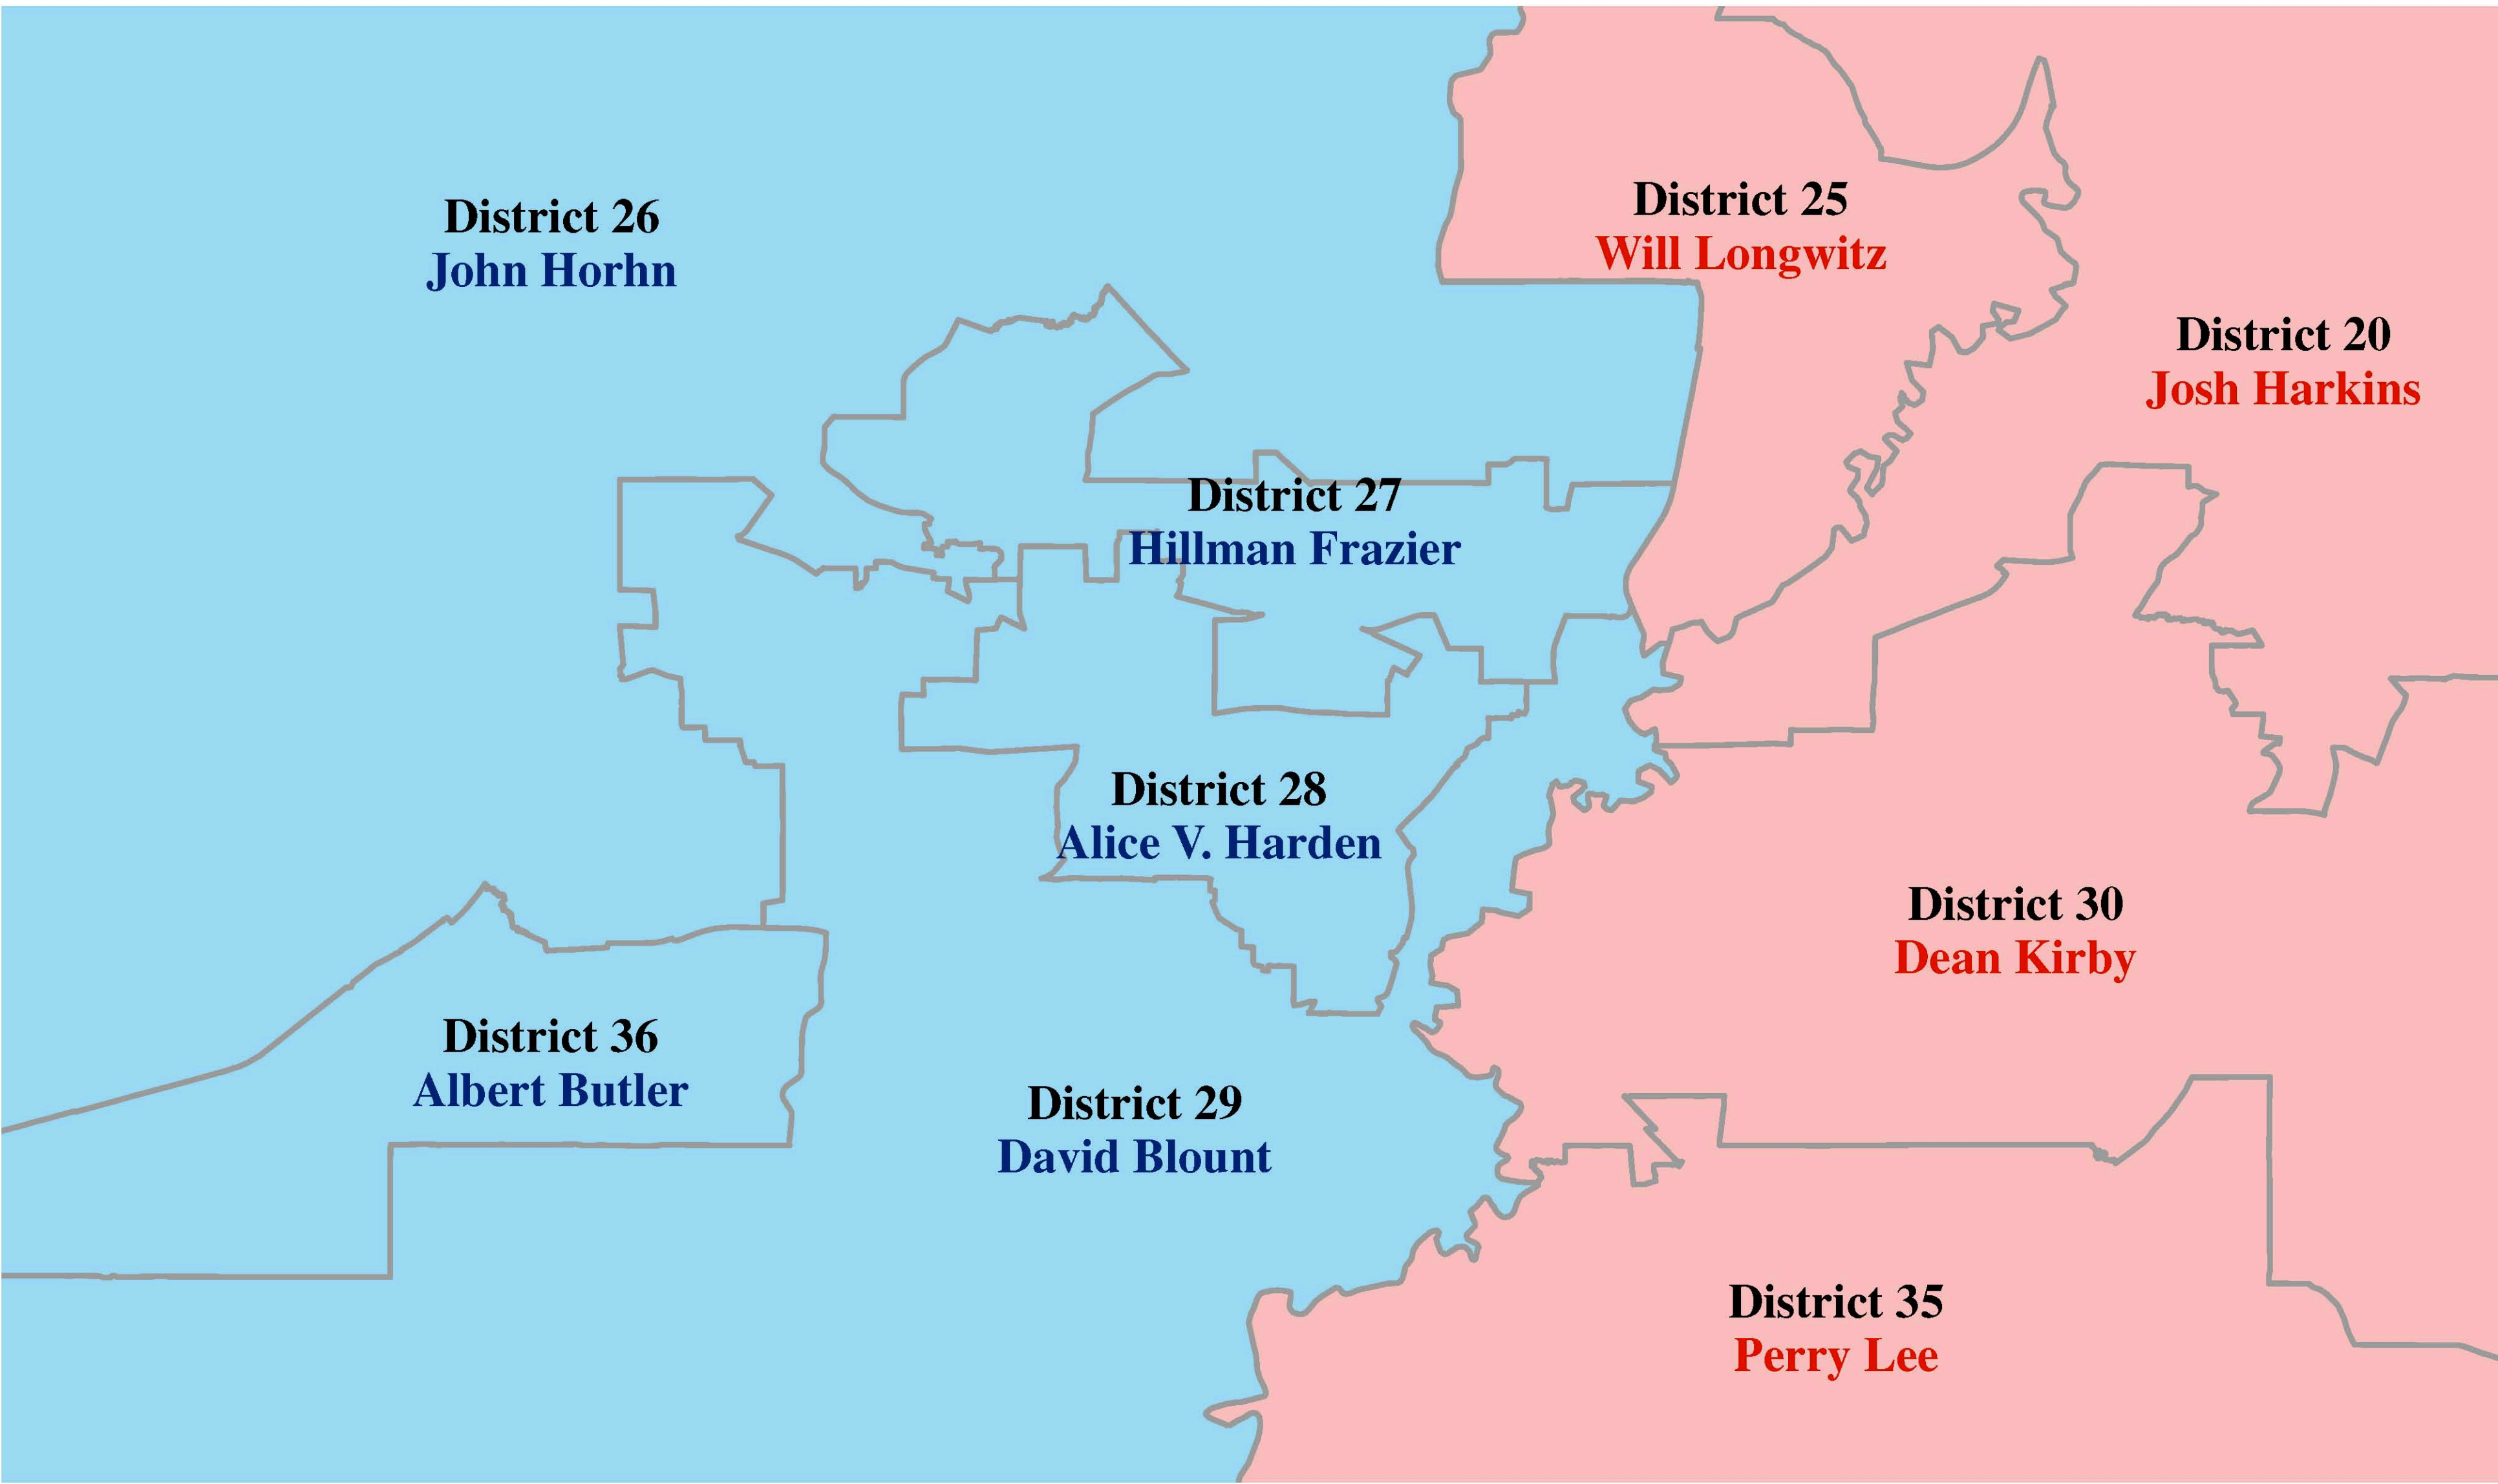 District 26
John Horhn
District 25
Will Longwitz
District 20
Josh Harkins
District 27
Hillman Frazier
District 28
Alice V. Harden
District 30
Dean Kirby
District 36
Albert Butler
District 29
David Blount
District 35
Perry Lee